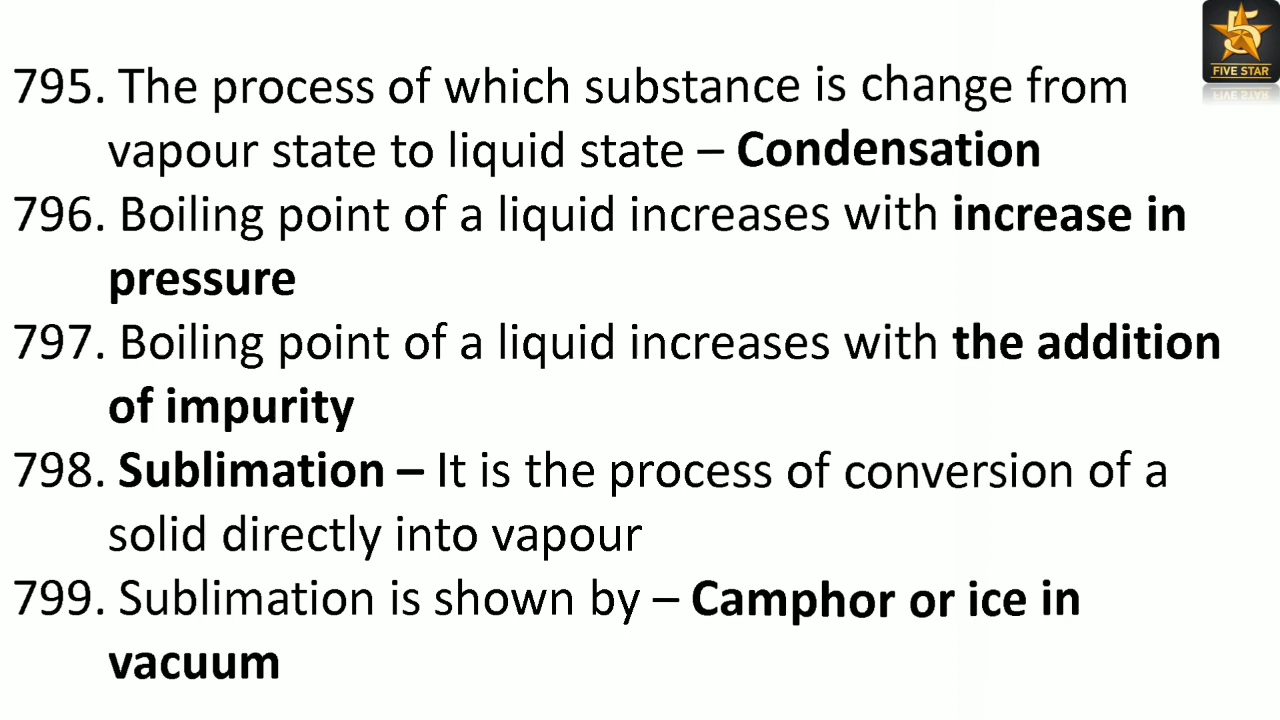 5
FIVE STAR
795. The process of which substance is change from
vapour state to liquid state – Condensation
796. Boiling point of a liquid increases with increase in
pressure
797. Boiling point of a liquid increases with the addition
of impurity
798. Sublimation – It is the process of conversion of a
solid directly into vapour
799. Sublimation is shown by – Camphor or ice in
vacuum